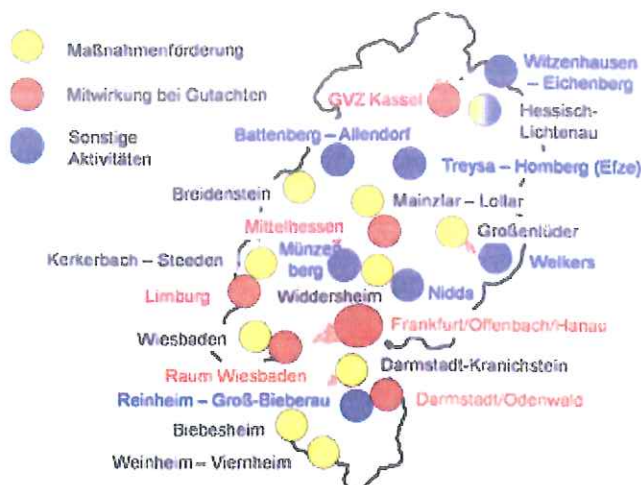 Maßnahmenförderung
Mitwirkung bei Gutachten
Sonstige
Aktivitäten
Witzenhausen
– Eichenberg
GVZ Kassel
Hessisch-
Lichtenau
Battenberg – Allendorf
Treysa – Homberg (Efze)
Breidenstein
Mainzlar – Lollar
Mittelhessen
Großenlüder
Kerkerbach – Steeden
Münzen
berg
Welkers
Limburg
Widdersheim
Nidda
Wiesbaden
Frankfurt/Offenbach/Hanau
Raum Wiesbaden
Darmstadt-Kranichstein
Reinheim – Groß-Bieberau
Darmstadt/Odenwald
Biebesheim
Weinheim – Viernheim